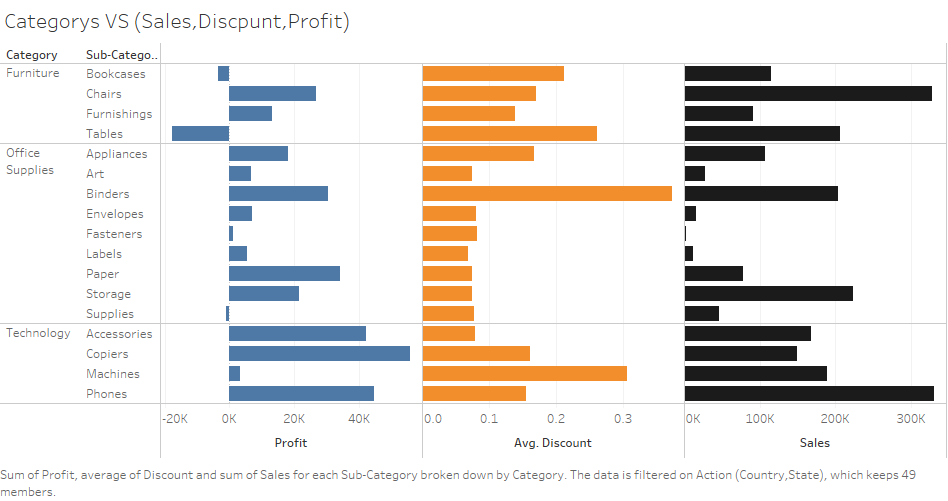 Categorys VS (Sales,Discpunt,Profit)
Category Sub-Catego..
Furniture Bookcases
Chairs
Furnishings
Tables
Office Supplies Appliances
Art
Binders
Envelopes
Fasteners
Labels
Paper
Storage
Supplies
Technology Accessories
Copiers
Machines
Phones
-20K 0K 20K 40K 0.0 0.1 0.2 0.3 0K 100K 200K 300K
Profit Avg. Discount Sales
Sum of Profit, average of Discount and sum of Sales for each Sub-Category broken down by Category. The data is filtered on Action (Country,State), which keeps 49
members.